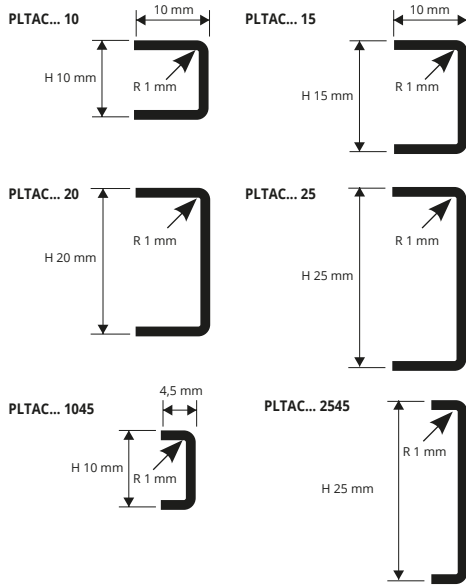 PLTAC... 10
10 mm
H 10 mm
R 1 mm
PLTAC... 15
10 mm
H 15 mm
R 1 mm
PLTAC... 20
H 20 mm
R 1 mm
PLTAC... 25
H 25 mm
R 1 mm
PLTAC... 1045
4,5 mm
H 10 mm
R 1 mm
PLTAC... 2545
H 25 mm
R 1 mm